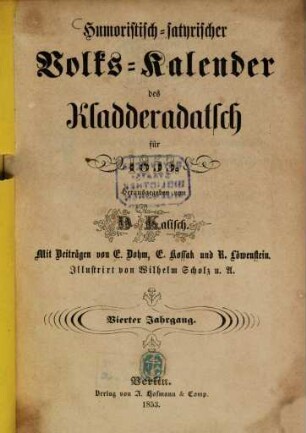 Humoristisch-satyrischer
Volks-Kalender
des
Kladderadatsch
für
Herausgegeben von
D. Kalisch.
Mit Beiträgen von E. Dohm, E. Kossak und R. Löwenstein.
Illustrirt von Wilhelm Scholz u. A.
Vierter Jahrgang.
Berlin.
Verlag von A. Hofmann & Comp.
1853.